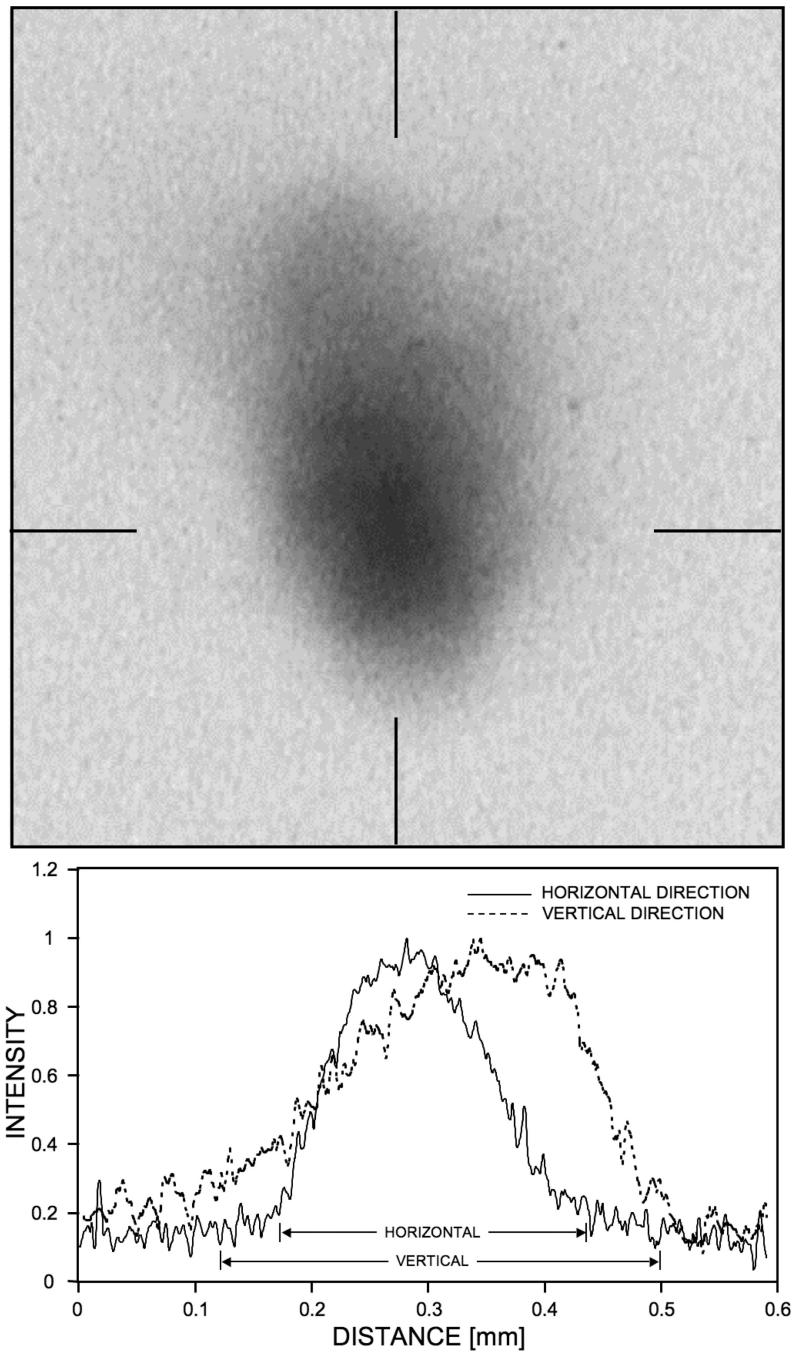 1.2
1
0.8
0.6
0.4
0.2
0
INTENSITY
HORIZONTAL DIRECTION
VERTICAL DIRECTION
HORIZONTAL
VERTICAL
0 0.1 0.2 0.3 0.4 0.5 0.6
DISTANCE [mm]